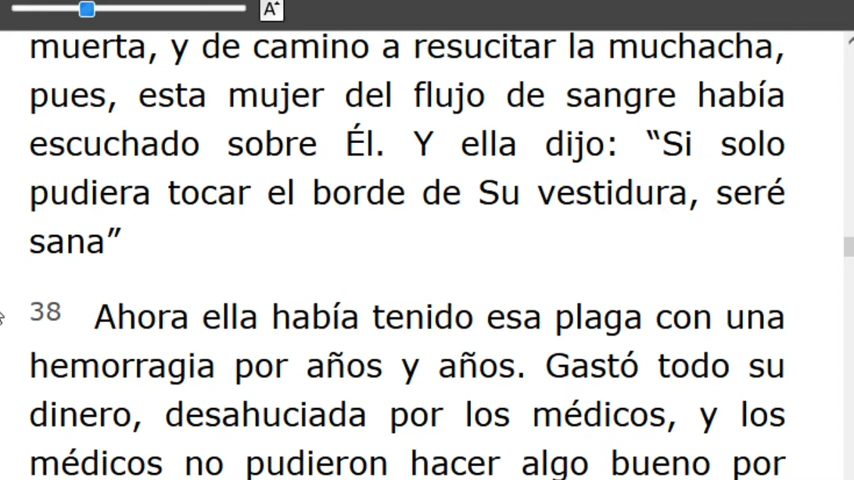 A
muerta, y de camino a resucitar la muchacha,
pues, esta mujer del flujo de sangre había
escuchado sobre Él. Y ella dijo: “Si solo
pudiera tocar el borde de Su vestidura, seré
sana”
38 Ahora ella había tenido esa plaga con una
hemorragia por años y años. Gastó todo su
dinero, desahuciada por los médicos, y los
médicos no pudieron hacer algo bueno por